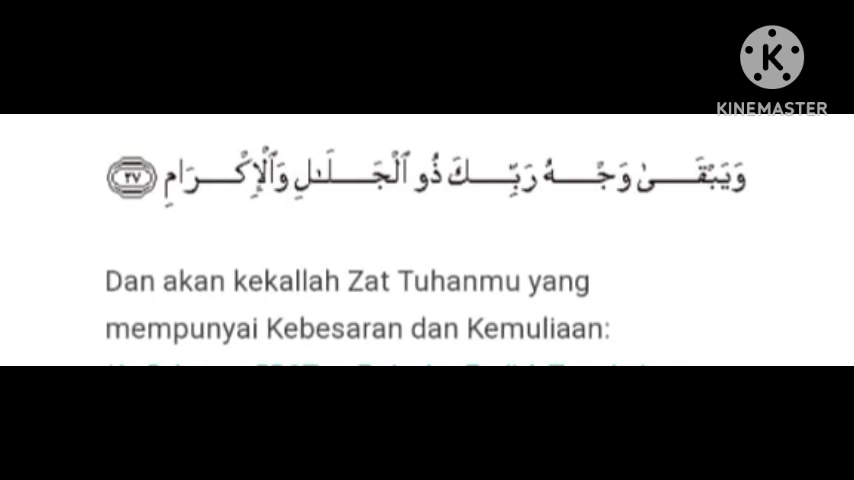 KINEMASTER
وَيَبْقَىٰ وَجْهُ رَبِّكَ ذُو ٱلْجَلَـٰلِ وَٱلْإِكْرَامِ ٢٧
Dan akan kekallah Zat Tuhanmu yang
mempunyai Kebesaran dan Kemuliaan: